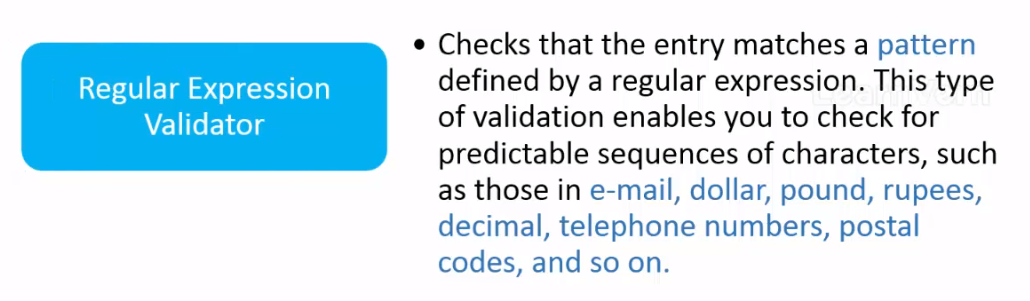 Regular Expression
Validator
• Checks that the entry matches a pattern
defined by a regular expression. This type
of validation enables you to check for
predictable sequences of characters, such
as those in e-mail, dollar, pound, rupees,
decimal, telephone numbers, postal
codes, and so on.